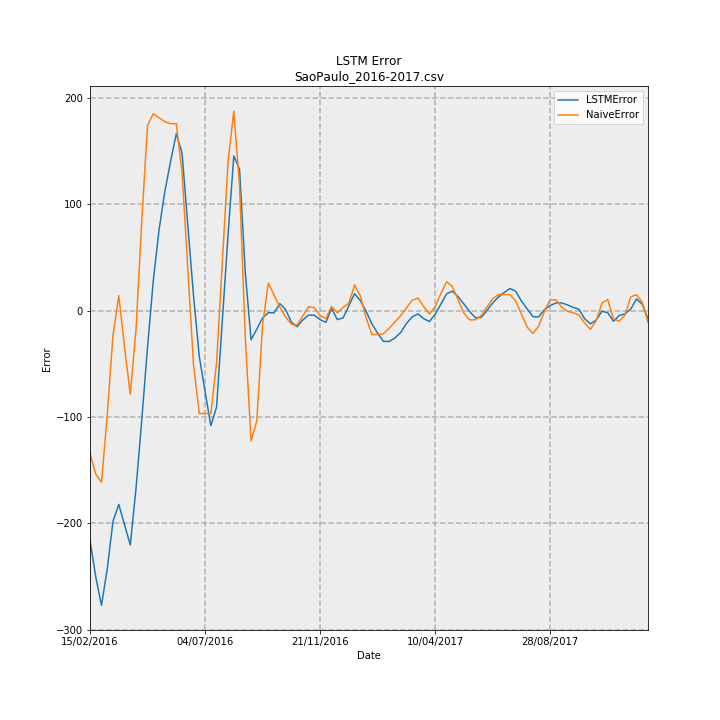 LSTM Error
SaoPaulo_2016-2017.csv
LSTMError
NaiveError
200
100
0
−100
−200
−300
Error
15/02/2016
04/07/2016
21/11/2016
10/04/2017
28/08/2017
Date